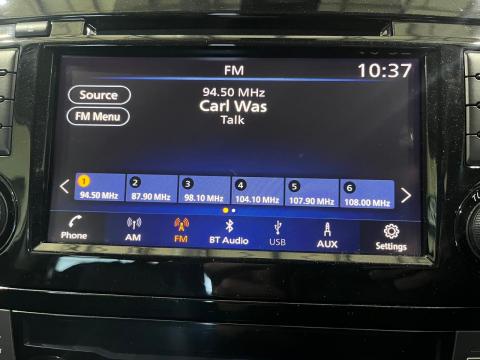 FM
10:37
Source
94.50 MHz
FM Menu
Carl Was
Talk
1 2 3 4 5 6
94.50 MHz 87.90 MHz 98.10 MHz 104.10 MHz 107.90 MHz 108.00 MHz
Phone AM FM BT Audio USB AUX Settings